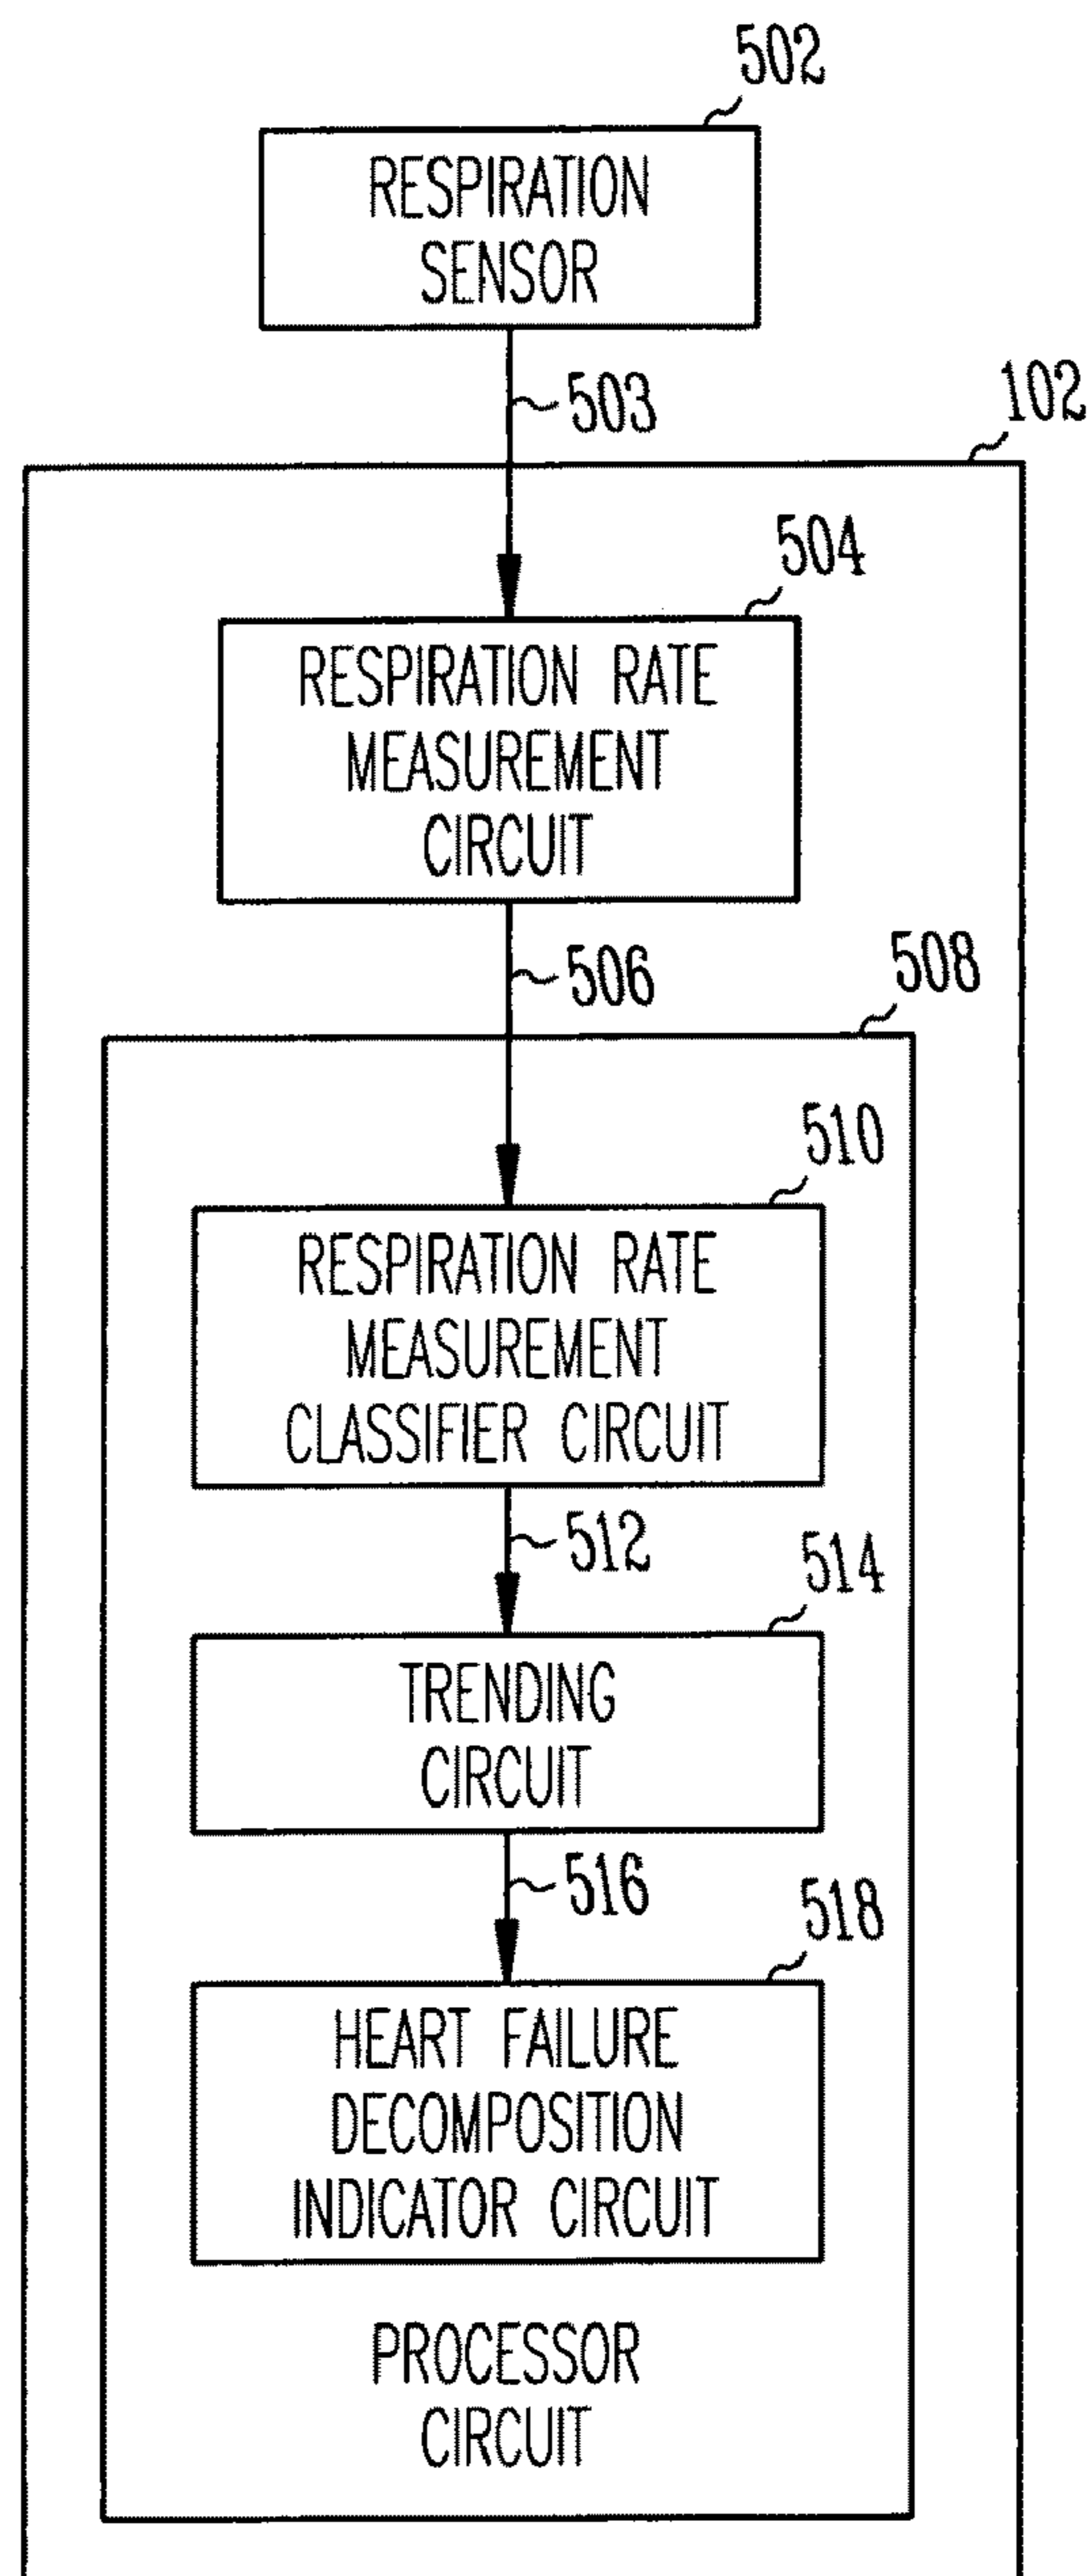 502
RESPIRATION
SENSOR
503
102
504
RESPIRATION RATE
MEASUREMENT
CIRCUIT
506
508
510
RESPIRATION RATE
MEASUREMENT
CLASSIFIER CIRCUIT
512
514
TRENDING
CIRCUIT
516
518
HEART FAILURE
DECOMPOSITION
INDICATOR CIRCUIT
PROCESSOR
CIRCUIT